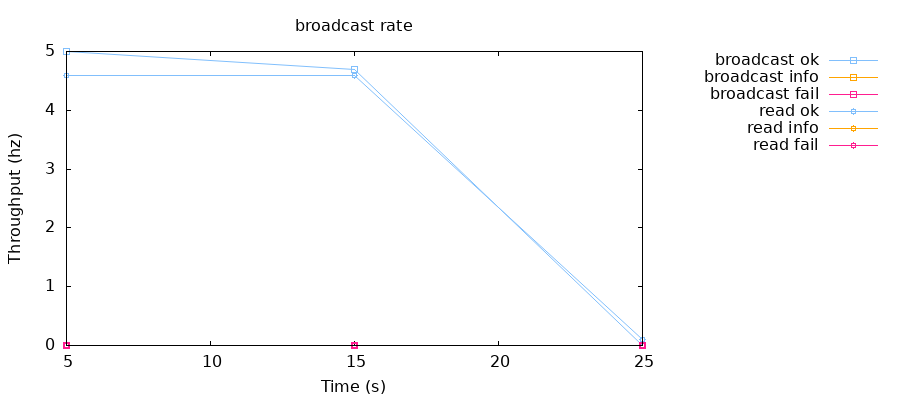 broadcast rate
5
4
3
2
1
0
5
10
15
20
25
Throughput (hz)
Time (s)
broadcast ok
broadcast info
broadcast fail
read ok
read info
read fail